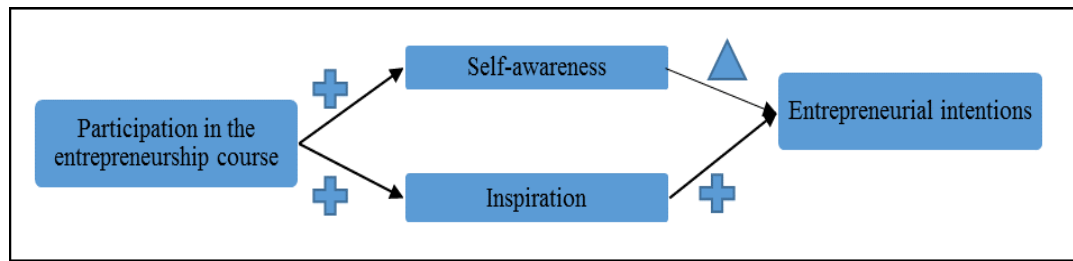 Self-awareness
Participation in the
entrepreneurship course
Entrepreneurial intentions
Inspiration